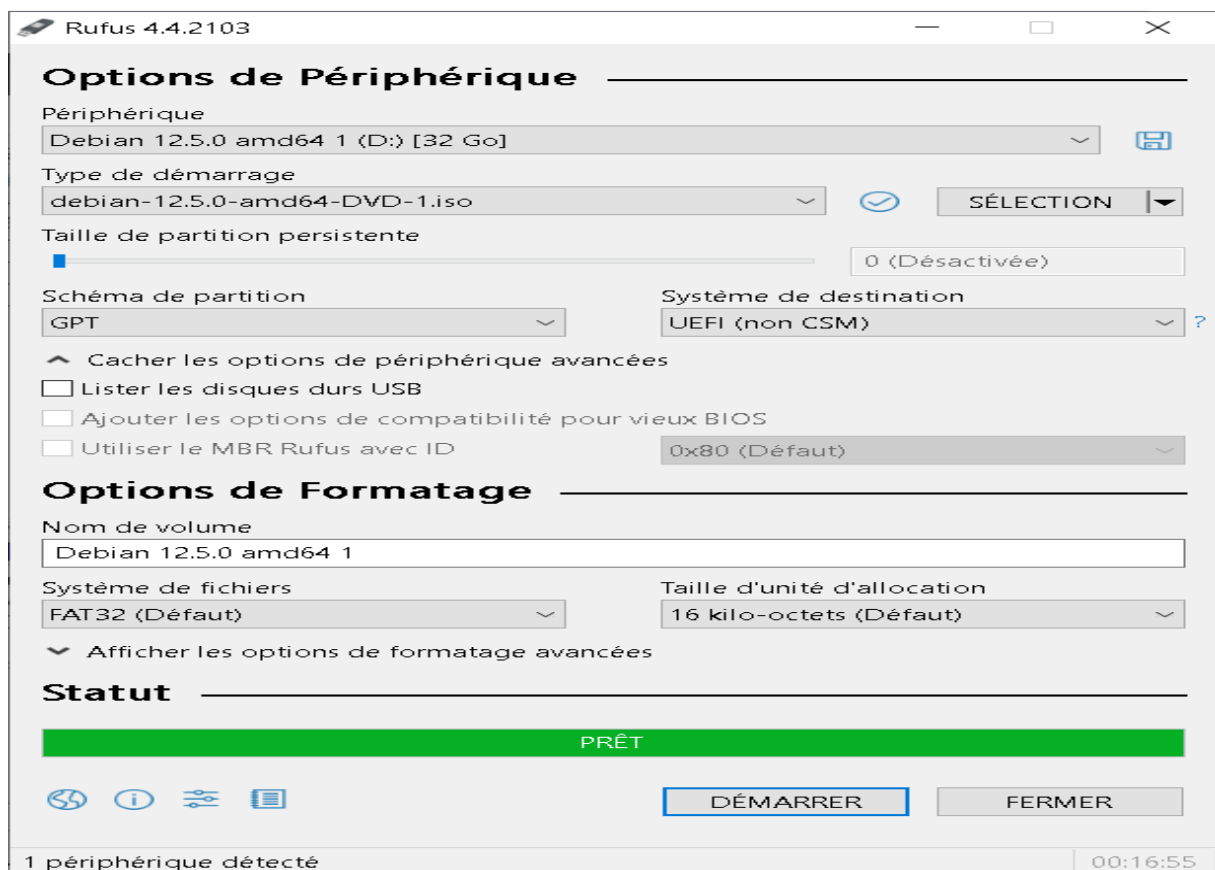 Rufus 4.4.2103
Options de Périphérique
Périphérique
Debian 12.5.0 amd64 1 (D:) [32 Go]
Type de démarrage
debian-12.5.0-amd64-DVD-1.iso
SÉLECTION
Taille de partition persistente
0 (Désactivée)
Schéma de partition
Système de destination
GPT
UEFI (non CSM)
?
Cacher les options de périphérique avancées
Lister les disques durs USB
Ajouter les options de compatibilité pour vieux BIOS
Utiliser le MBR Rufus avec ID
0x80 (Défaut)
Options de Formatage
Nom de volume
Debian 12.5.0 amd64 1
Système de fichiers
Taille d'unité d'allocation
FAT32 (Défaut)
16 kilo-octets (Défaut)
Afficher les options de formatage avancées
Statut
PRÊT
DÉMARRER
FERMER
1 périphérique détecté
00:16:55